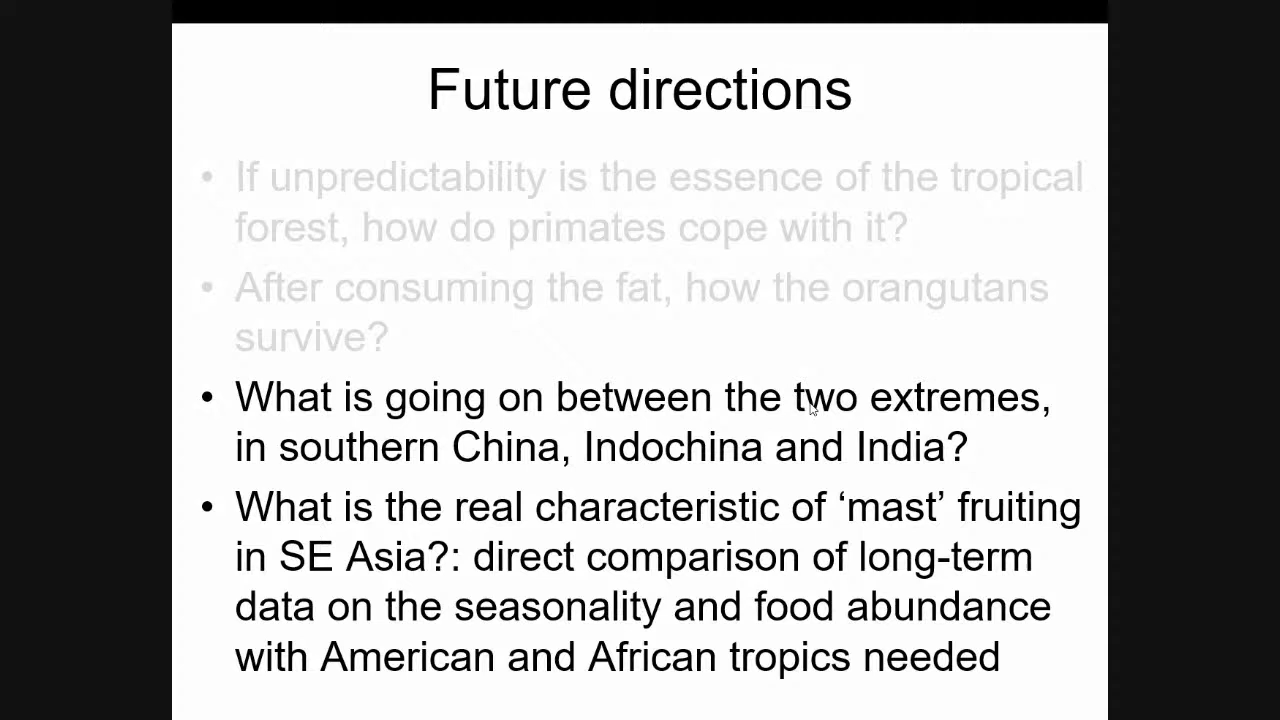 Future directions
• If unpredictability is the essence of the tropical
forest, how do primates cope with it?
• After consuming the fat, how the orangutans
survive?
• What is going on between the two extremes,
in southern China, Indochina and India?
• What is the real characteristic of ‘mast’ fruiting
in SE Asia?: direct comparison of long-term
data on the seasonality and food abundance
with American and African tropics needed